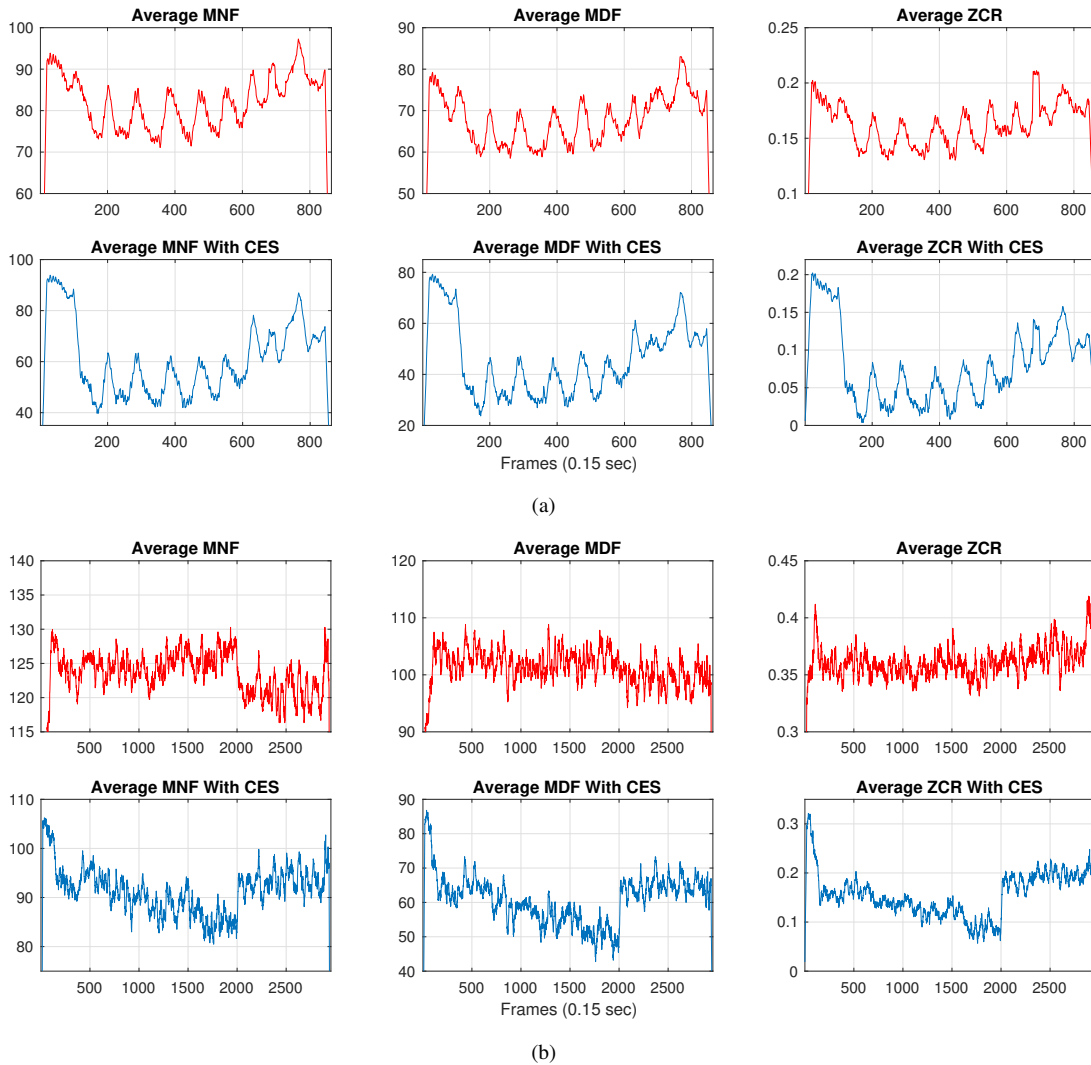 Average MNF
100
90
80
70
60
200 400 600 800
Average MDF
90
80
70
60
50
200 400 600 800
Average ZCR
0.25
0.2
0.15
0.1
200 400 600 800
Average MNF With CES
100
80
60
40
200 400 600 800
Average MDF With CES
80
60
40
20
200 400 600 800
Frames (0.15 sec)
Average ZCR With CES
0.2
0.15
0.1
0.05
0
200 400 600 800
(a)
Average MNF
140
135
130
125
120
115
500 1000 1500 2000 2500
Average MDF
120
110
100
90
500 1000 1500 2000 2500
Average ZCR
0.45
0.4
0.35
0.3
500 1000 1500 2000 2500
Average MNF With CES
110
100
90
80
500 1000 1500 2000 2500
Average MDF With CES
90
80
70
60
50
40
500 1000 1500 2000 2500
Frames (0.15 sec)
Average ZCR With CES
0.3
0.2
0.1
0
500 1000 1500 2000 2500
(b)